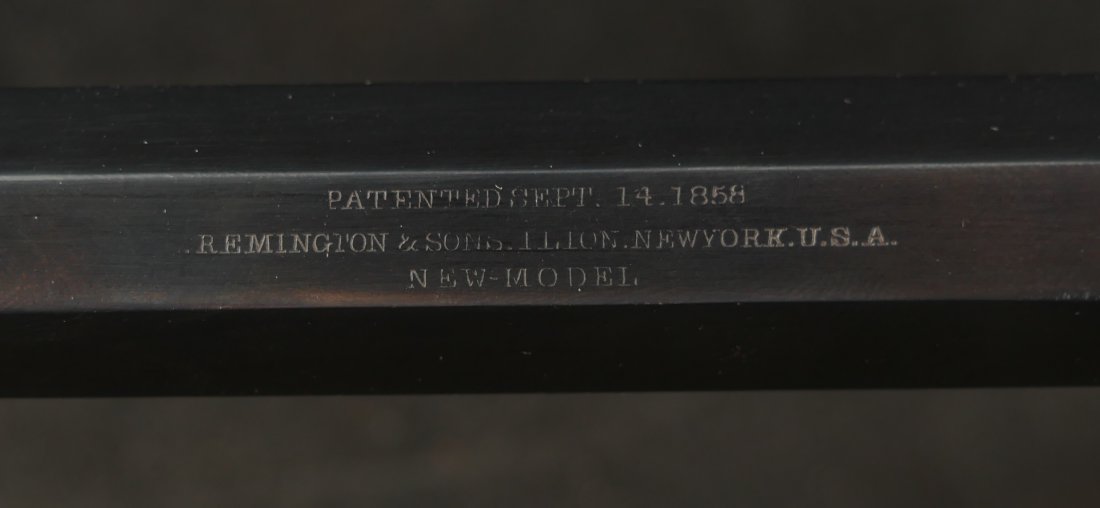 PATENTED SEPT. 14.1858
.REMINGTON & SONS.ILION.NEWYORK.U.S.A.
NEW-MODEL